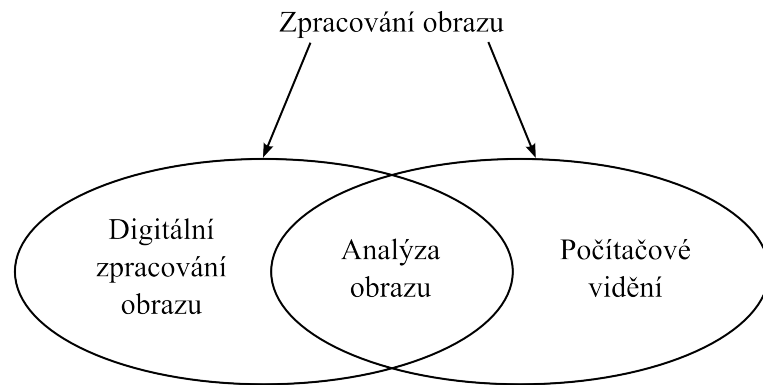 Zpracování obrazu
Digitální
zpracování
obrazu
Analýza
obrazu
Počítačové
vidění